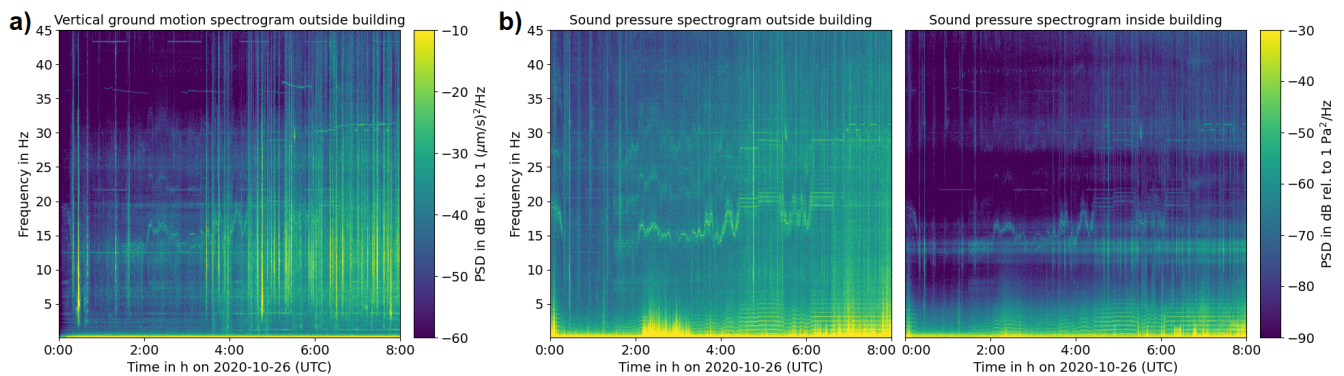 a)
Vertical ground motion spectrogram outside building
45
40
35
30
25
20
15
10
5
Frequency in Hz
0:00 2:00 4:00 6:00 8:00
Time in h on 2020-10-26 (UTC)
−10
−20
−30
−40
−50
−60
PSD in dB rel. to 1 (μm/s)²/Hz
b)
Sound pressure spectrogram outside building
45
40
35
30
25
20
15
10
5
Frequency in Hz
0:00 2:00 4:00 6:00 8:00
Time in h on 2020-10-26 (UTC)
Sound pressure spectrogram inside building
0:00 2:00 4:00 6:00 8:00
Time in h on 2020-10-26 (UTC)
−30
−40
−50
−60
−70
−80
−90
PSD in dB rel. to 1 Pa²/Hz